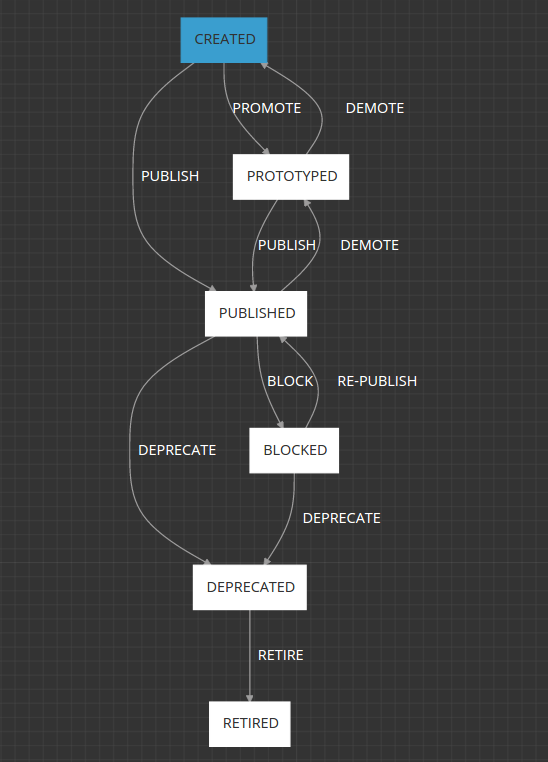 CREATED
PROMOTE
DEMOTE
PUBLISH
PROTOTYPED
PUBLISH
DEMOTE
PUBLISHED
BLOCK
RE-PUBLISH
DEPRECATE
BLOCKED
DEPRECATE
DEPRECATED
RETIRE
RETIRED